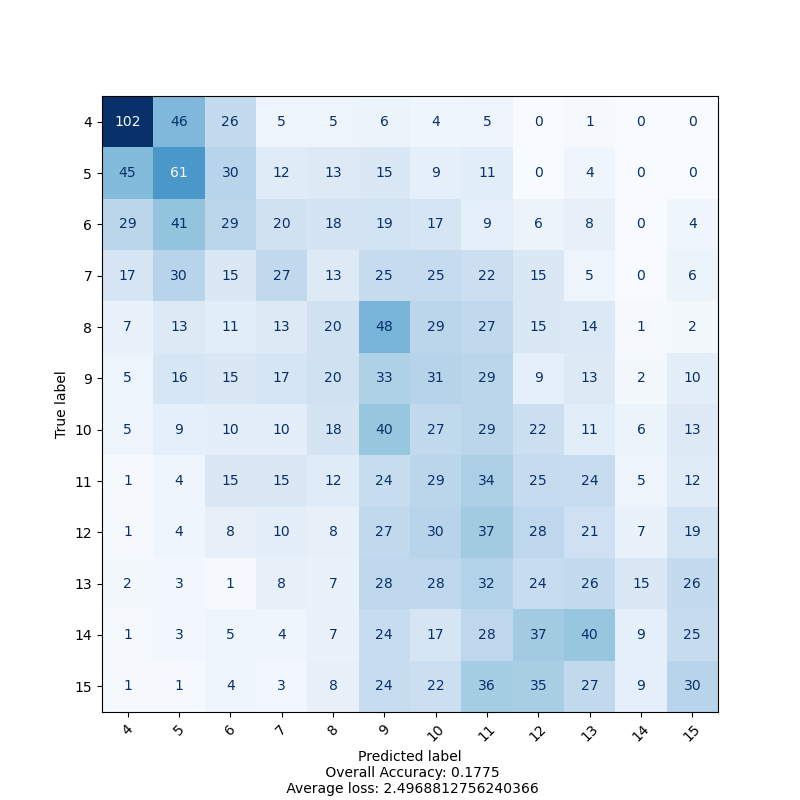 4 102 46 26 5 5 6 4 5 0 1 0 0
5 45 61 30 12 13 15 9 11 0 4 0 0
6 29 41 29 20 18 19 17 9 6 8 0 4
7 17 30 15 27 13 25 25 22 15 5 0 6
8 7 13 11 13 20 48 29 27 15 14 1 2
9 5 16 15 17 20 33 31 29 9 13 2 10
10 5 9 10 10 18 40 27 29 22 11 6 13
11 1 4 15 15 12 24 29 34 25 24 5 12
12 1 4 8 10 8 27 30 37 28 21 7 19
13 2 3 1 8 7 28 28 32 24 26 15 26
14 1 3 5 4 7 24 17 28 37 40 9 25
15 1 1 4 3 8 24 22 36 35 27 9 30
True label
4 5 6 7 8 9 10 11 12 13 14 15
Predicted label
Overall Accuracy: 0.1775
Average loss: 2.4968812756240366